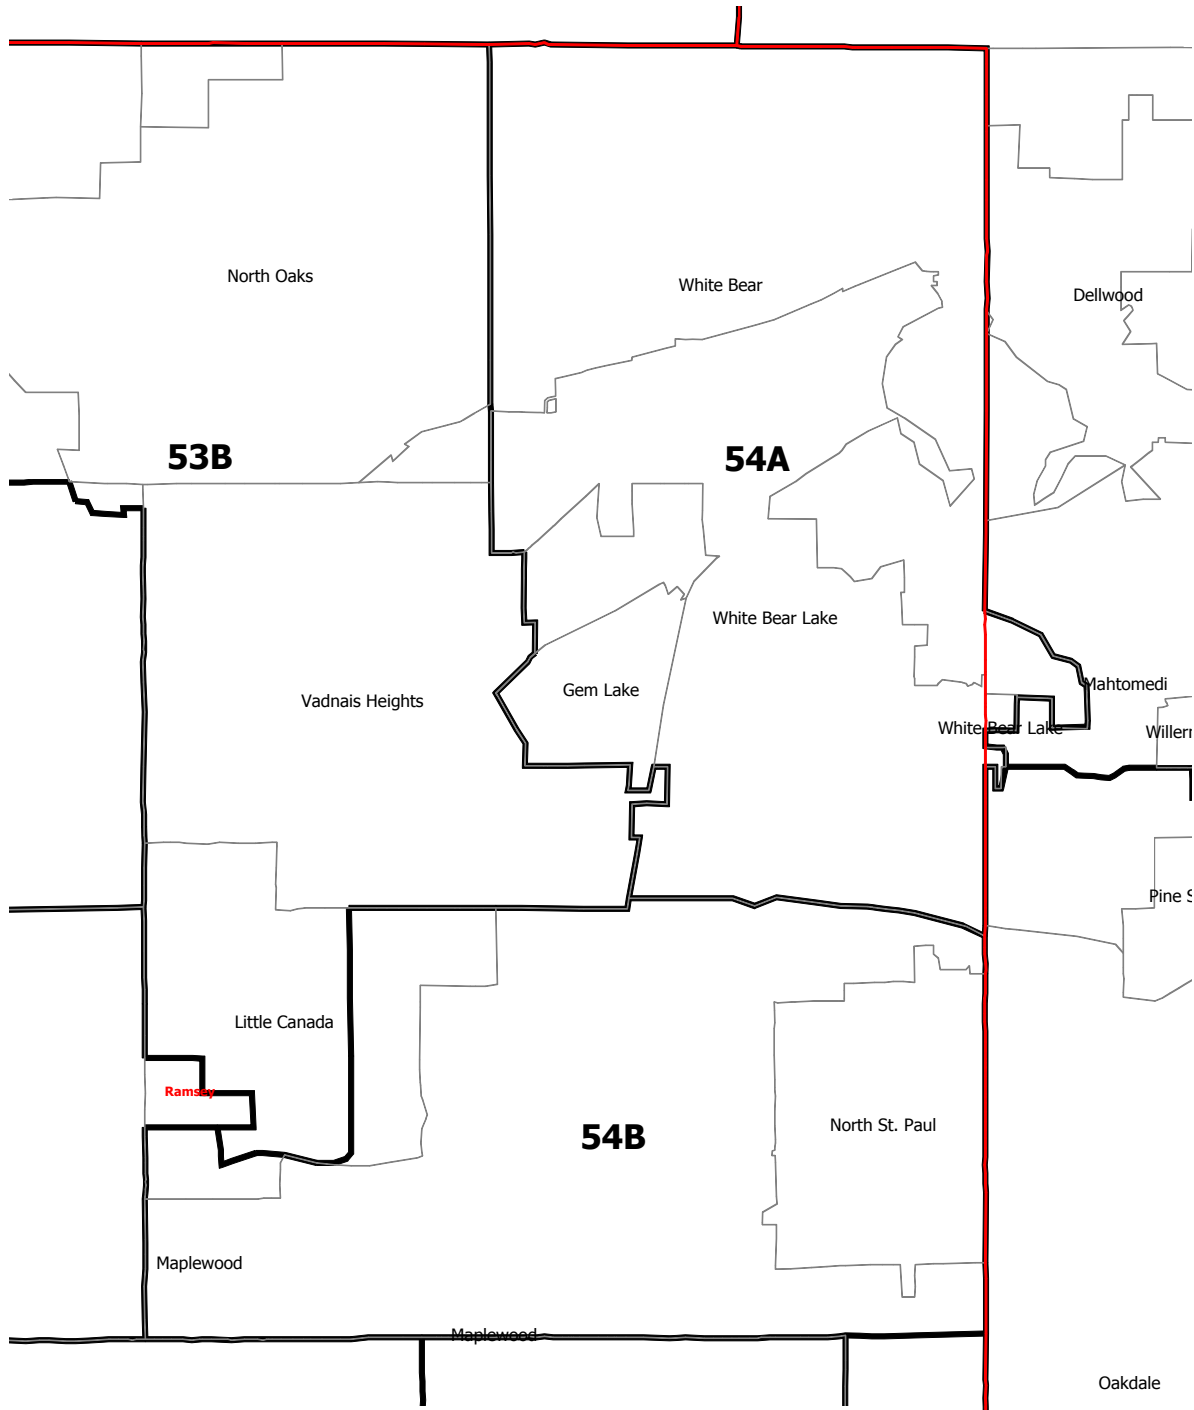 North Oaks
White Bear
Dellwood
53B
54A
White Bear Lake
Mahtomedi
Gem Lake
Vadnais Heights
White Bear Lake
Willern
Pine S
Little Canada
Ramsey
North St. Paul
54B
Maplewood
Maplewood
Oakdale